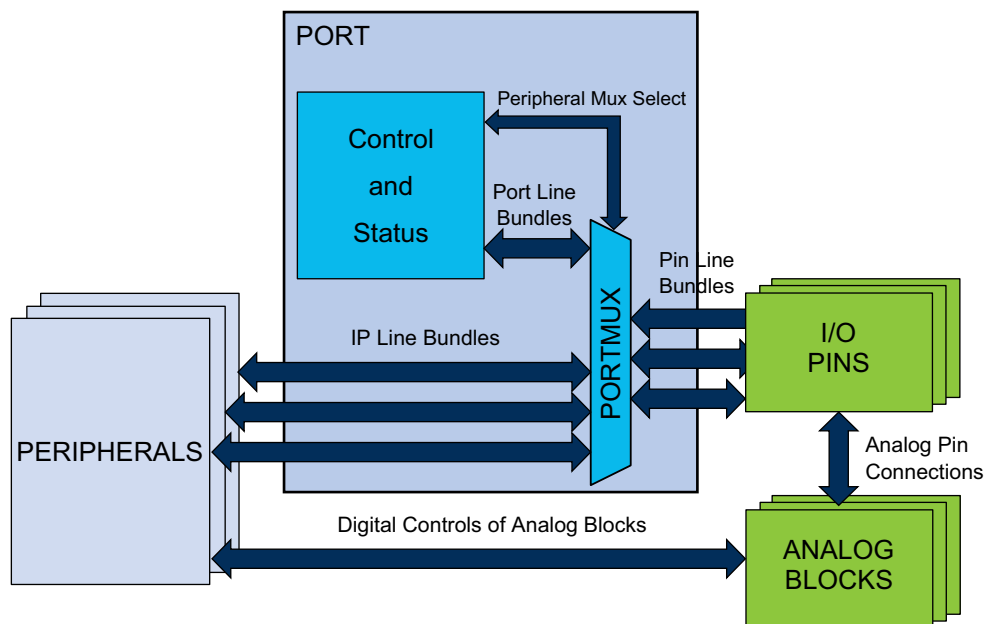 PORT
Peripheral Mux Select
Control
and
Status
Port Line
Bundles
Pin Line
Bundles
PORTMUX
IP Line Bundles
I/O
PINS
PERIPHERALS
Analog Pin
Connections
Digital Controls of Analog Blocks
ANALOG
BLOCKS